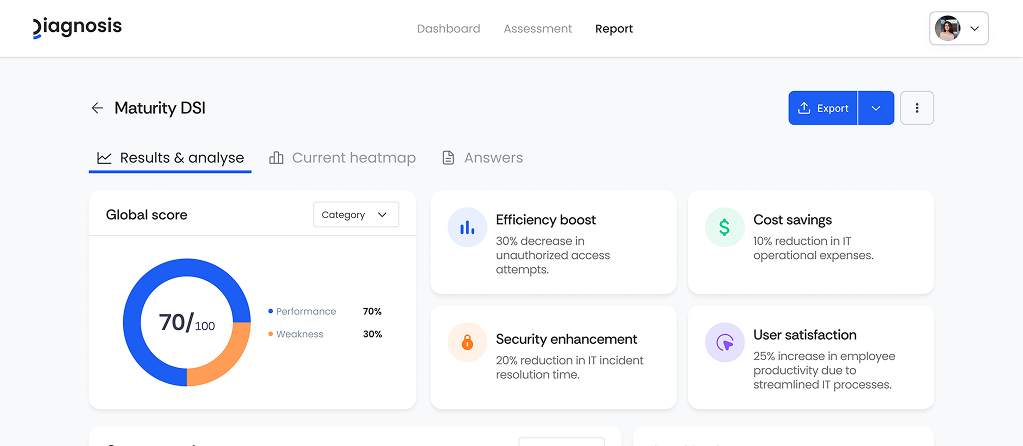 Diagnosis
Dashboard Assessment Report
Maturity DSI
Export
Results & analyse Current heatmap Answers
Global score
Category
70/100
Performance 70%
Weakness 30%
Efficiency boost
30% decrease in
unauthorized access
attempts.
Cost savings
10% reduction in IT
operational expenses.
Security enhancement
20% reduction in IT incident
resolution time.
User satisfaction
25% increase in employee
productivity due to
streamlined IT processes.